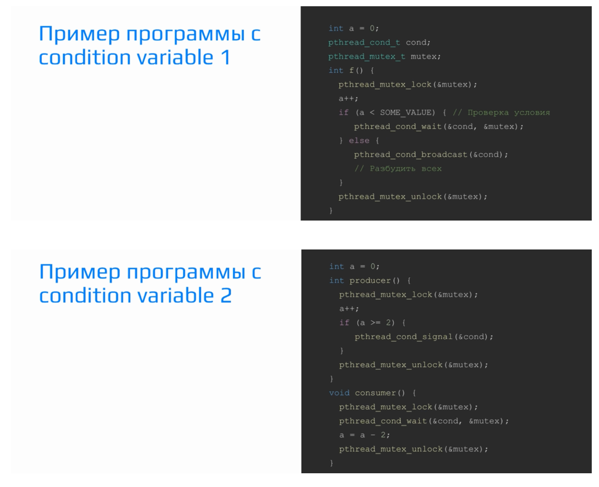 Пример программы с
condition variable 1
int a = 0;
pthread_cond_t cond;
pthread_mutex_t mutex;
int f() {
pthread_mutex_lock(&mutex);
a++;
if (a < SOME_VALUE) { // Проверка условия
pthread_cond_wait(&cond, &mutex);
} else {
pthread_cond_broadcast(&cond);
// Разбудить всех
}
pthread_mutex_unlock(&mutex);
}
Пример программы с
condition variable 2
int a = 0;
int producer() {
pthread_mutex_lock(&mutex);
a++;
if (a >= 2) {
pthread_cond_signal(&cond);
}
pthread_mutex_unlock(&mutex);
}
void consumer() {
pthread_mutex_lock(&mutex);
pthread_cond_wait(&cond, &mutex);
a = a - 2;
pthread_mutex_unlock(&mutex);
}